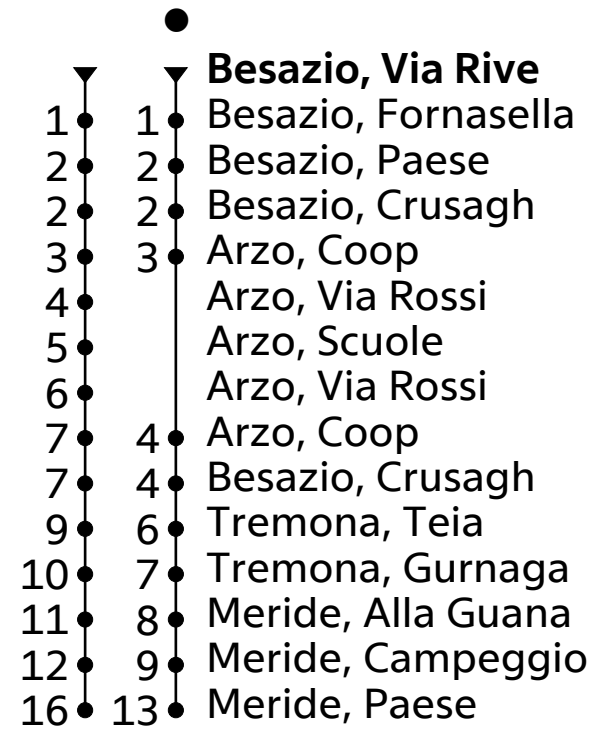 Besazio, Via Rive
1 1 Besazio, Fornasella
2 2 Besazio, Paese
2 2 Besazio, Crusagh
3 3 Arzo, Coop
4 Arzo, Via Rossi
5 Arzo, Scuole
6 Arzo, Via Rossi
7 4 Arzo, Coop
7 4 Besazio, Crusagh
9 6 Tremona, Teia
10 7 Tremona, Gurnaga
11 8 Meride, Alla Guana
12 9 Meride, Campeggio
16 13 Meride, Paese